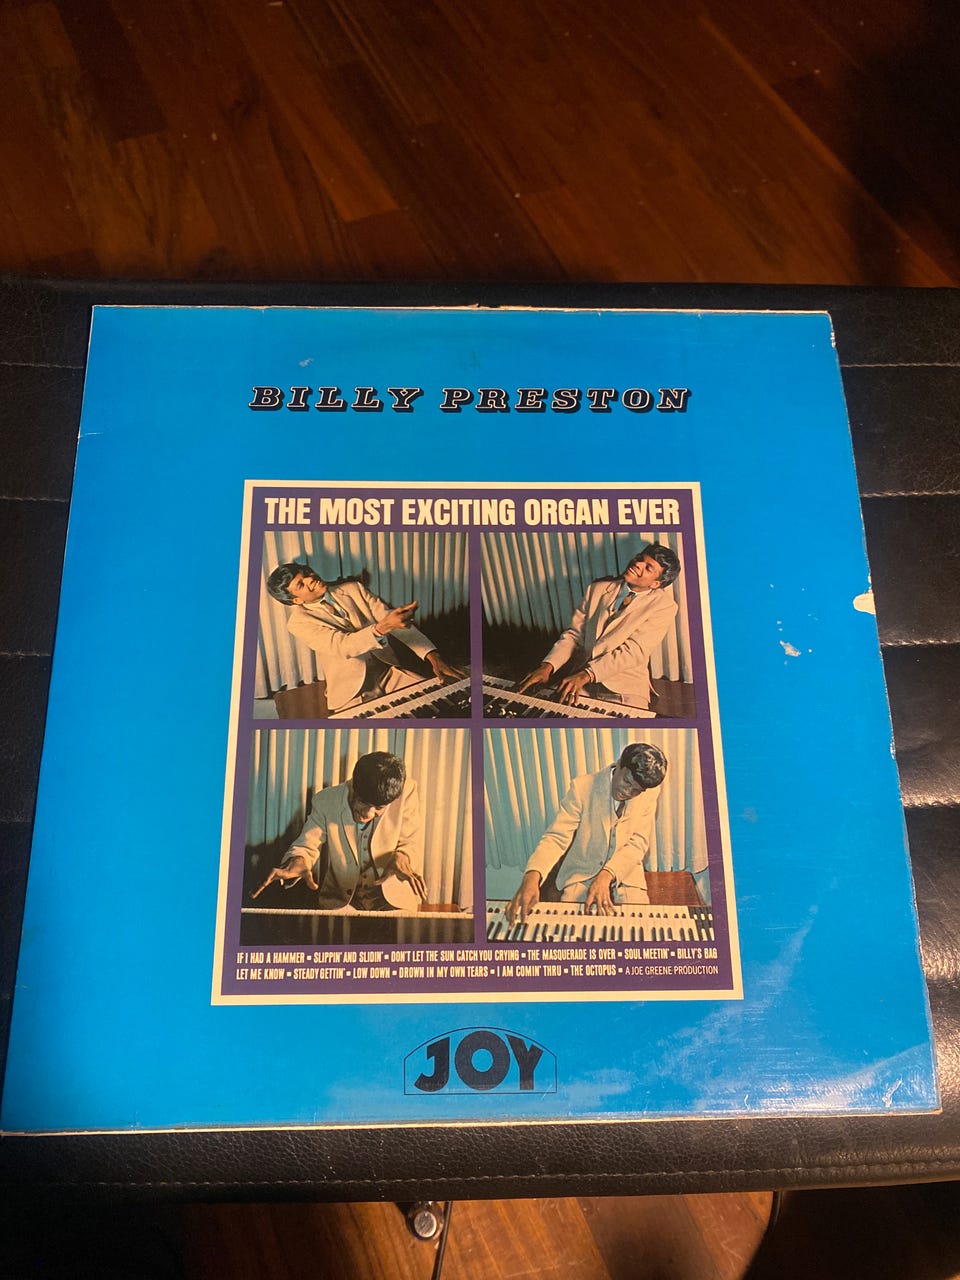 BILLY PRESTON
THE MOST EXCITING ORGAN EVER
IF I HAD A HAMMER • SLIPPIN' AND SLIDIN' • DON'T LET THE SUN CATCH YOU CRYING • THE MASQUERADE IS OVER • SOUL MEETIN' • BILLY'S BAG
LET ME KNOW • STEADY GETTIN' • LOW DOWN • DROWN IN MY OWN TEARS • I AM COMIN' THRU • THE OCTOPUS • A JOE GREENE PRODUCTION
JOY